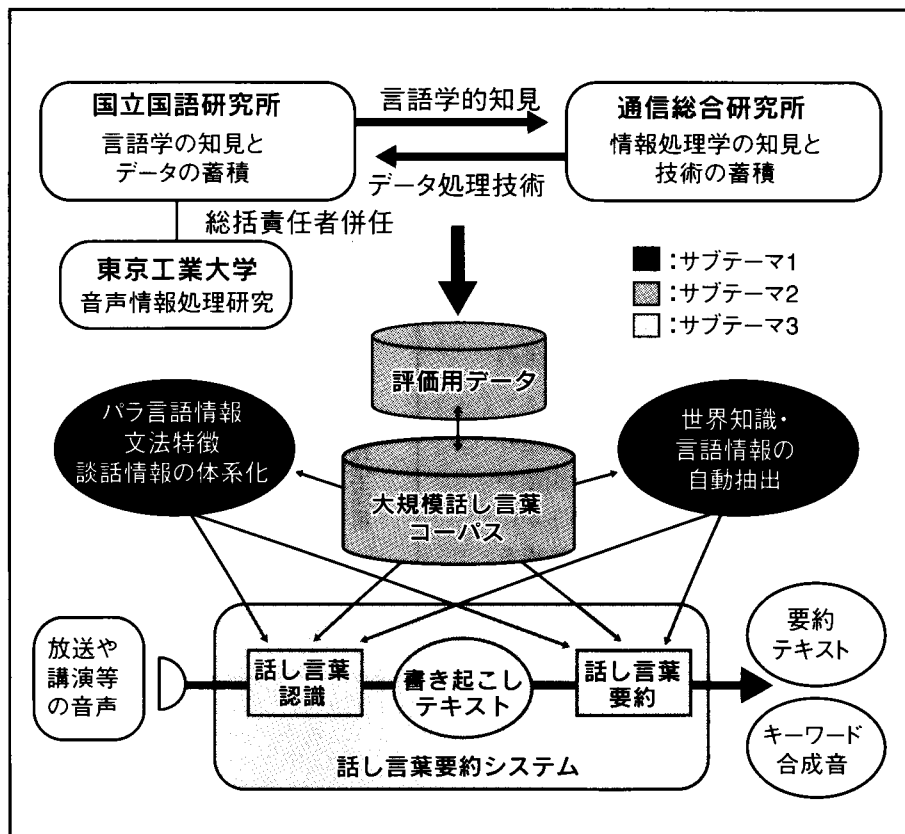 国立国語研究所
言語学の知見と
データの蓄積
言語学的知見
データ処理技術
通信総合研究所
情報処理学の知見と
技術の蓄積
総括責任者併任
東京工業大学
音声情報処理研究
:サブテーマ1
:サブテーマ2
:サブテーマ3
評価用データ
パラ言語情報
文法特徴
談話情報の体系化
世界知識・
言語情報の
自動抽出
大規模話し言葉
コーパス
放送や
講演等
の音声
話し言葉
認識
書き起こし
テキスト
話し言葉
要約
要約
テキスト
キーワード
合成音
話し言葉要約システム